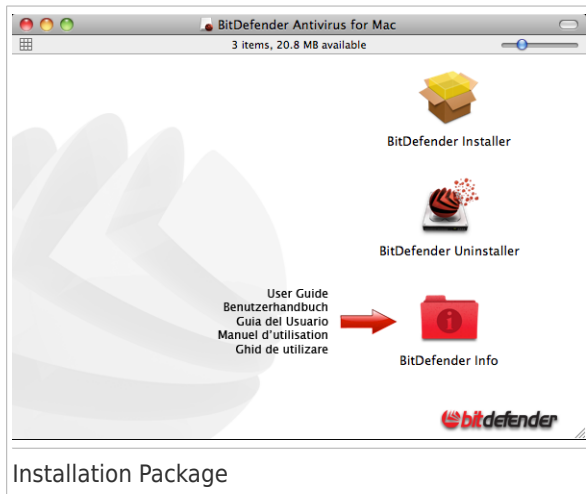 BitDefender Antivirus for Mac
3 items, 20.8 MB available
BitDefender Installer
BitDefender Uninstaller
User Guide
Benutzerhandbuch
Guia del Usuario
Manuel d'utilisation
Ghid de utilizare
BitDefender Info
bitdefender
Installation Package